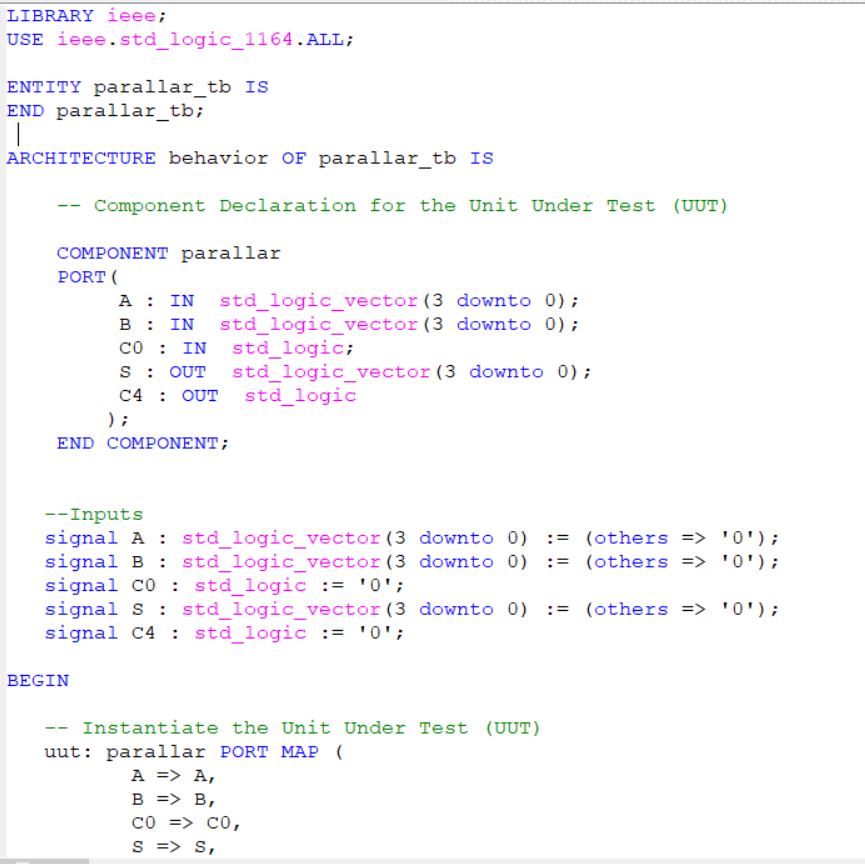 LIBRARY ieee;
USE ieee.std_logic_1164.ALL;
ENTITY parallar_tb IS
END parallar_tb;
ARCHITECTURE behavior OF parallar_tb IS
-- Component Declaration for the Unit Under Test (UUT)
COMPONENT parallar
PORT(
A : IN  std_logic_vector(3 downto 0);
B : IN  std_logic_vector(3 downto 0);
C0 : IN  std_logic;
S : OUT  std_logic_vector(3 downto 0);
C4 : OUT  std_logic
);
END COMPONENT;
--Inputs
signal A : std_logic_vector(3 downto 0) := (others => '0');
signal B : std_logic_vector(3 downto 0) := (others => '0');
signal C0 : std_logic := '0';
signal S : std_logic_vector(3 downto 0) := (others => '0');
signal C4 : std_logic := '0';
BEGIN
-- Instantiate the Unit Under Test (UUT)
uut: parallar PORT MAP (
A => A,
B => B,
C0 => C0,
S => S,